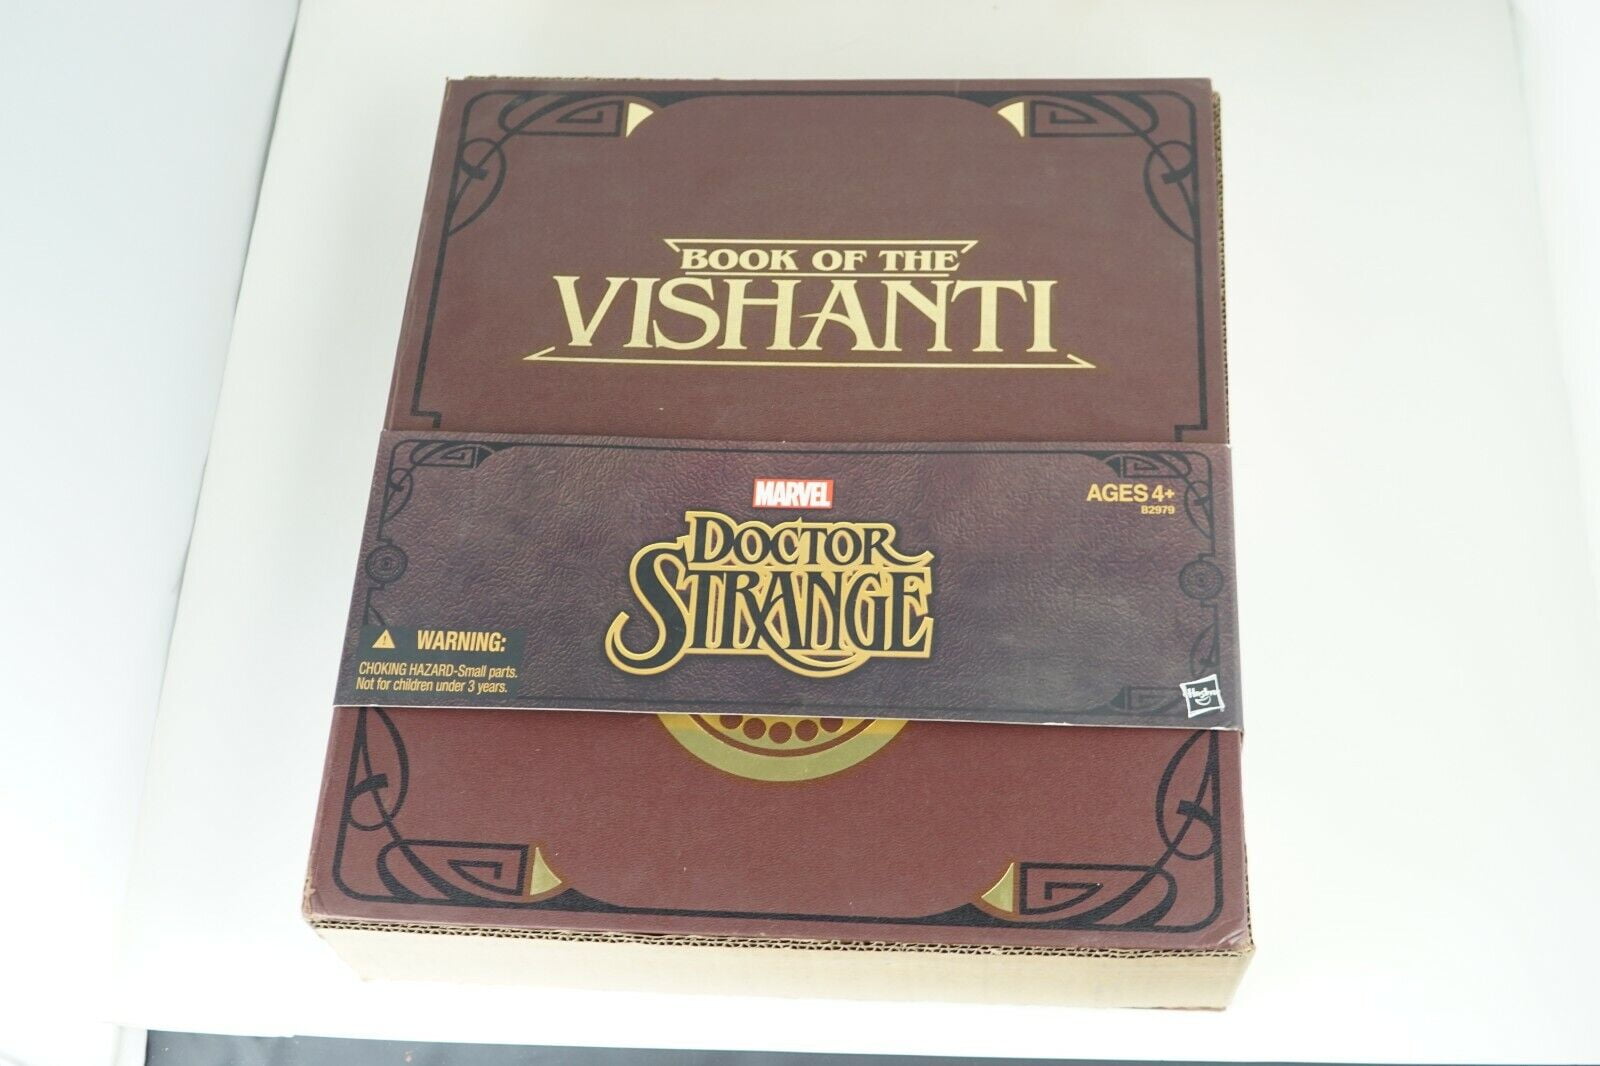 BOOK OF THE
VISHANTI
MARVEL
AGES 4+
B2979
DOCTOR
STRANGE
WARNING:
CHOKING HAZARD-Small parts.
Not for children under 3 years.
Hasbro